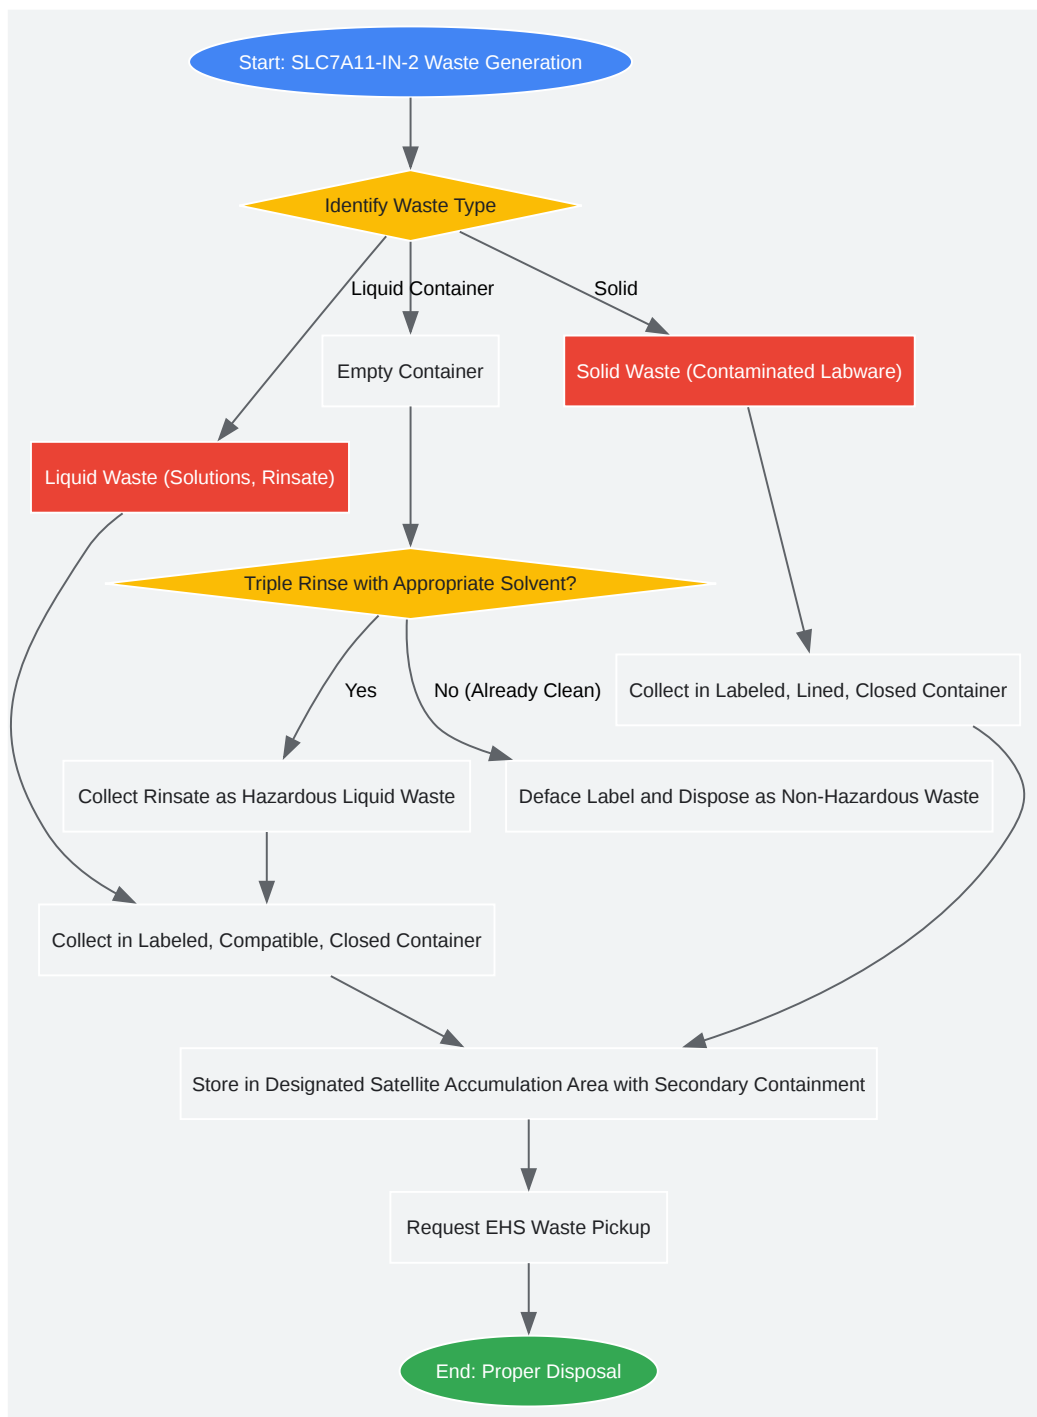 Start: SLC7A11-IN-2 Waste Generation
Identify Waste Type
Liquid
Container
Solid
Empty Container
Solid Waste (Contaminated Labware)
Liquid Waste (Solutions, Rinsate)
Triple Rinse with Appropriate Solvent?
Yes
No (Already Clean)
Collect in Labeled, Lined, Closed Container
Collect Rinsate as Hazardous Liquid Waste
Deface Label and Dispose as Non-Hazardous Waste
Collect in Labeled, Compatible, Closed Container
Store in Designated Satellite Accumulation Area with Secondary Containment
Request EHS Waste Pickup
End: Proper Disposal